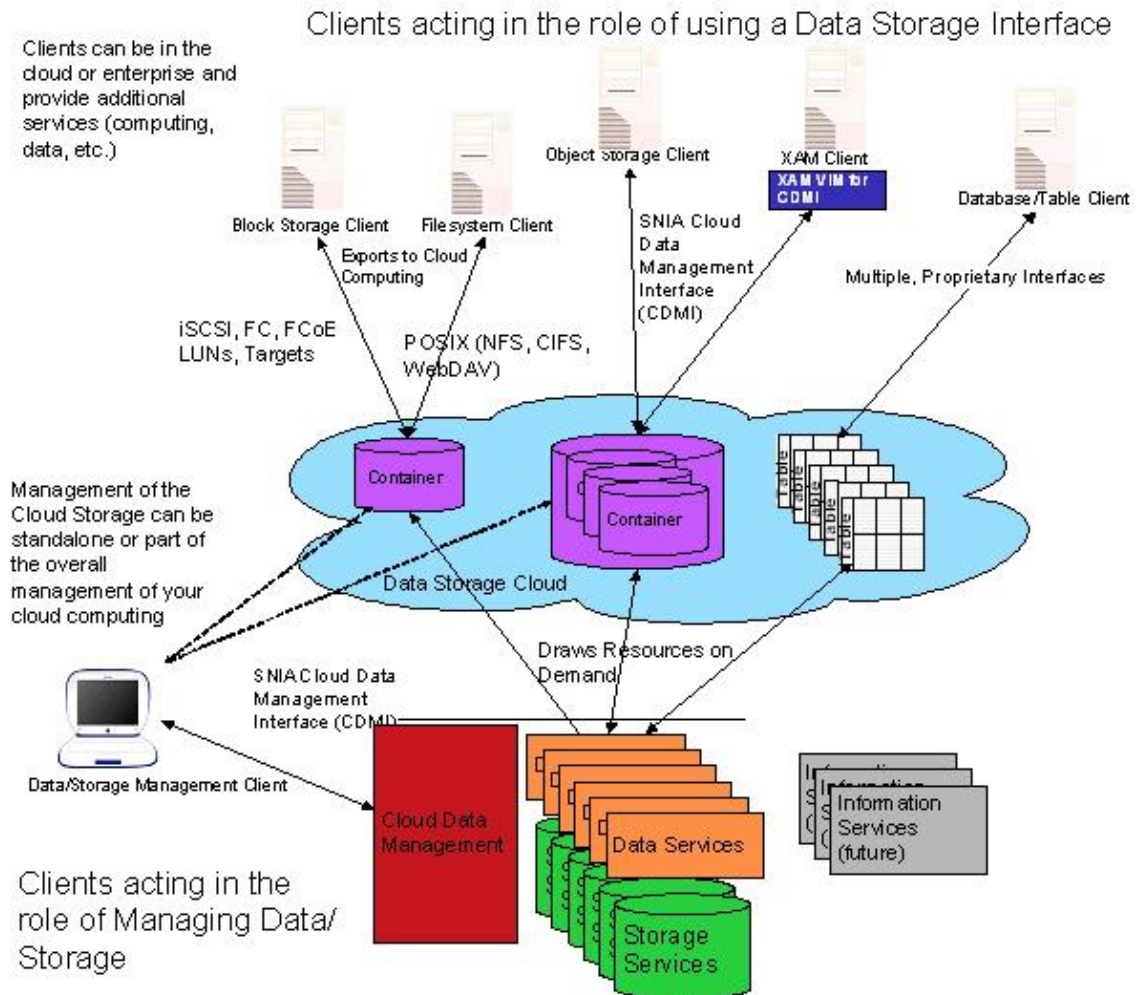 Clients acting in the role of using a Data Storage Interface
Clients can be in the
cloud or enterprise and
provide additional
services (computing,
data, etc.)
Block Storage Client
Filesystem Client
Object Storage Client
XAM Client
XAM VIM for
CDMI
Database/Table Client
Exports to Cloud
Computing
SNIA Cloud
Data
Management
Interface
(CDMI)
Multiple, Proprietary Interfaces
iSCSI, FC, FCoE
LUNs, Targets
POSIX (NFS, CIFS,
WebDAV)
Container
Container
Table
Table
Table
Table
Table
Management of the
Cloud Storage can be
standalone or part of
the overall
management of your
cloud computing
Data Storage Cloud
Draws Resources on
Demand
SNIA Cloud Data
Management
Interface (CDMI)
Data/Storage Management Client
Cloud Data
Management
Data Services
Storage
Services
Information
Services
(future)
Clients acting in the
role of Managing Data/
Storage